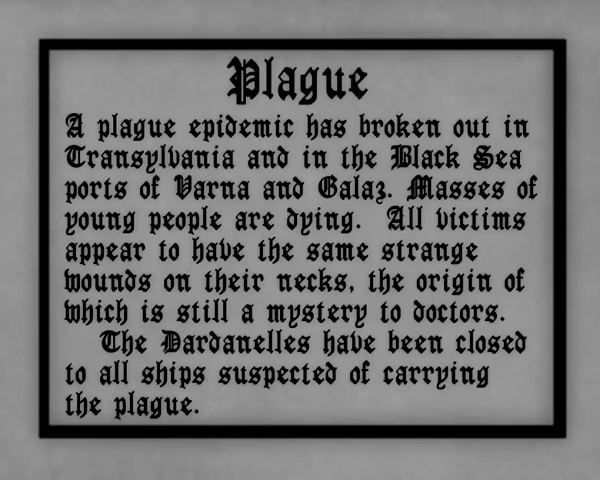 Plague
A plague epidemic has broken out in
Transylvania and in the Black Sea
ports of Varna and Galaz. Masses of
young people are dying. All victims
appear to have the same strange
wounds on their necks, the origin of
which is still a mystery to doctors.
The Dardanelles have been closed
to all ships suspected of carrying
the plague.